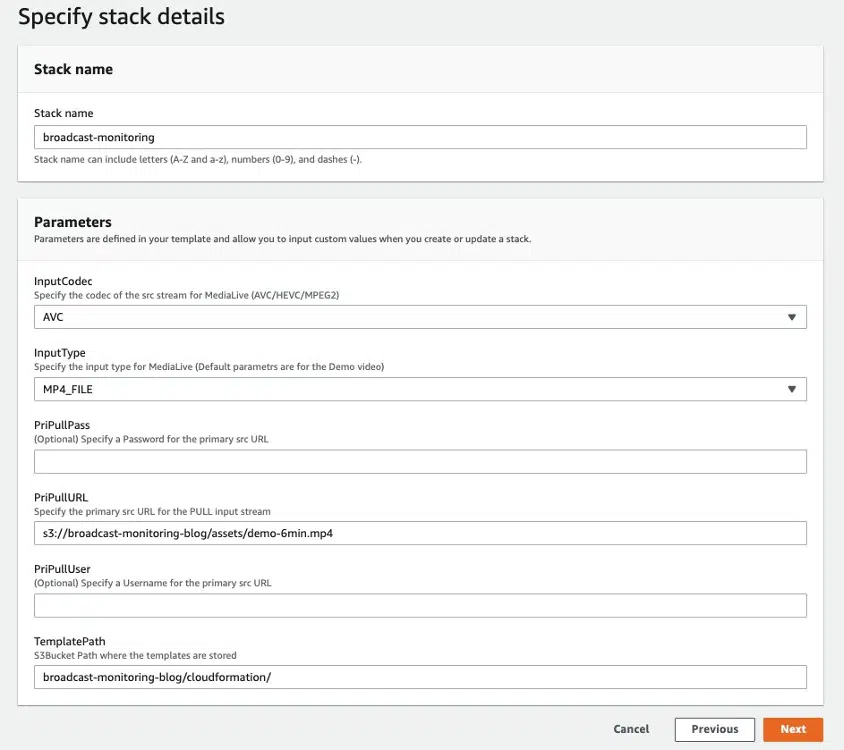 Specify stack details
Stack name
Stack name
broadcast-monitoring
Stack name can include letters (A-Z and a-z), numbers (0-9), and dashes (-).
Parameters
Parameters are defined in your template and allow you to input custom values when you create or update a stack.
InputCodec
Specify the codec of the src stream for MediaLive (AVC/HEVC/MPEG2)
AVC
InputType
Specify the input type for MediaLive (Default parametrs are for the Demo video)
MP4_FILE
PriPullPass
(Optional) Specify a Password for the primary src URL
PriPullURL
Specify the primary src URL for the PULL input stream
s3://broadcast-monitoring-blog/assets/demo-6min.mp4
PriPullUser
(Optional) Specify a Username for the primary src URL
TemplatePath
S3Bucket Path where the templates are stored
broadcast-monitoring-blog/cloudformation/
Cancel Previous Next